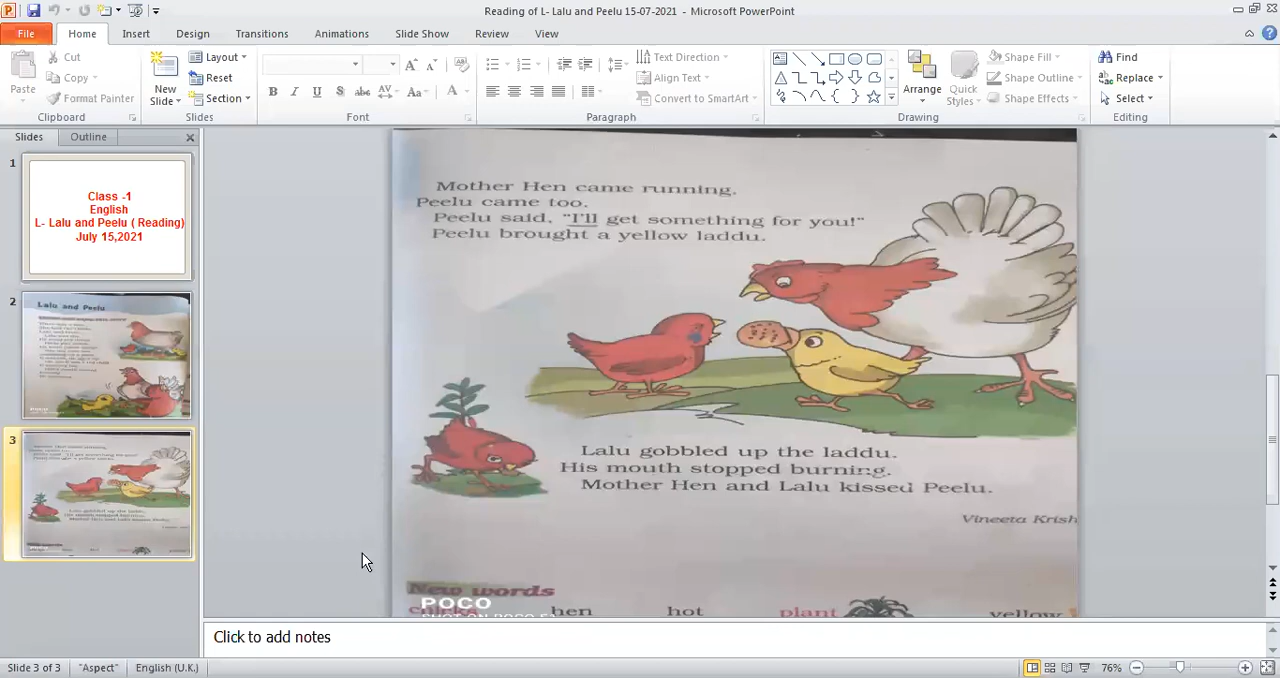 Reading of L- Lalu and Peelu 15-07-2021 - Microsoft PowerPoint
File Home Insert Design Transitions Animations Slide Show Review View
Cut
Copy
Format Painter
Paste
Clipboard
New Slide
Layout
Reset
Section
Slides
Font
Text Direction
Align Text
Convert to SmartArt
Paragraph
Arrange
Quick Styles
Shape Fill
Shape Outline
Shape Effects
Drawing
Find
Replace
Select
Editing
Slides Outline
1
Class -1
English
L- Lalu and Peelu ( Reading)
July 15,2021
2
Lalu and Peelu
POCO
3
Mother Hen came running.
Peelu came too.
Peelu said, “I'll get something for you!”
Peelu brought a yellow laddu.
Lalu gobbled up the laddu.
His mouth stopped burning.
Mother Hen and Lalu kissed Peelu.
Vineeta Krish
New words
chicks hen hot plant yellow
POCO
Click to add notes
Slide 3 of 3 "Aspect" English (U.K.) 76%